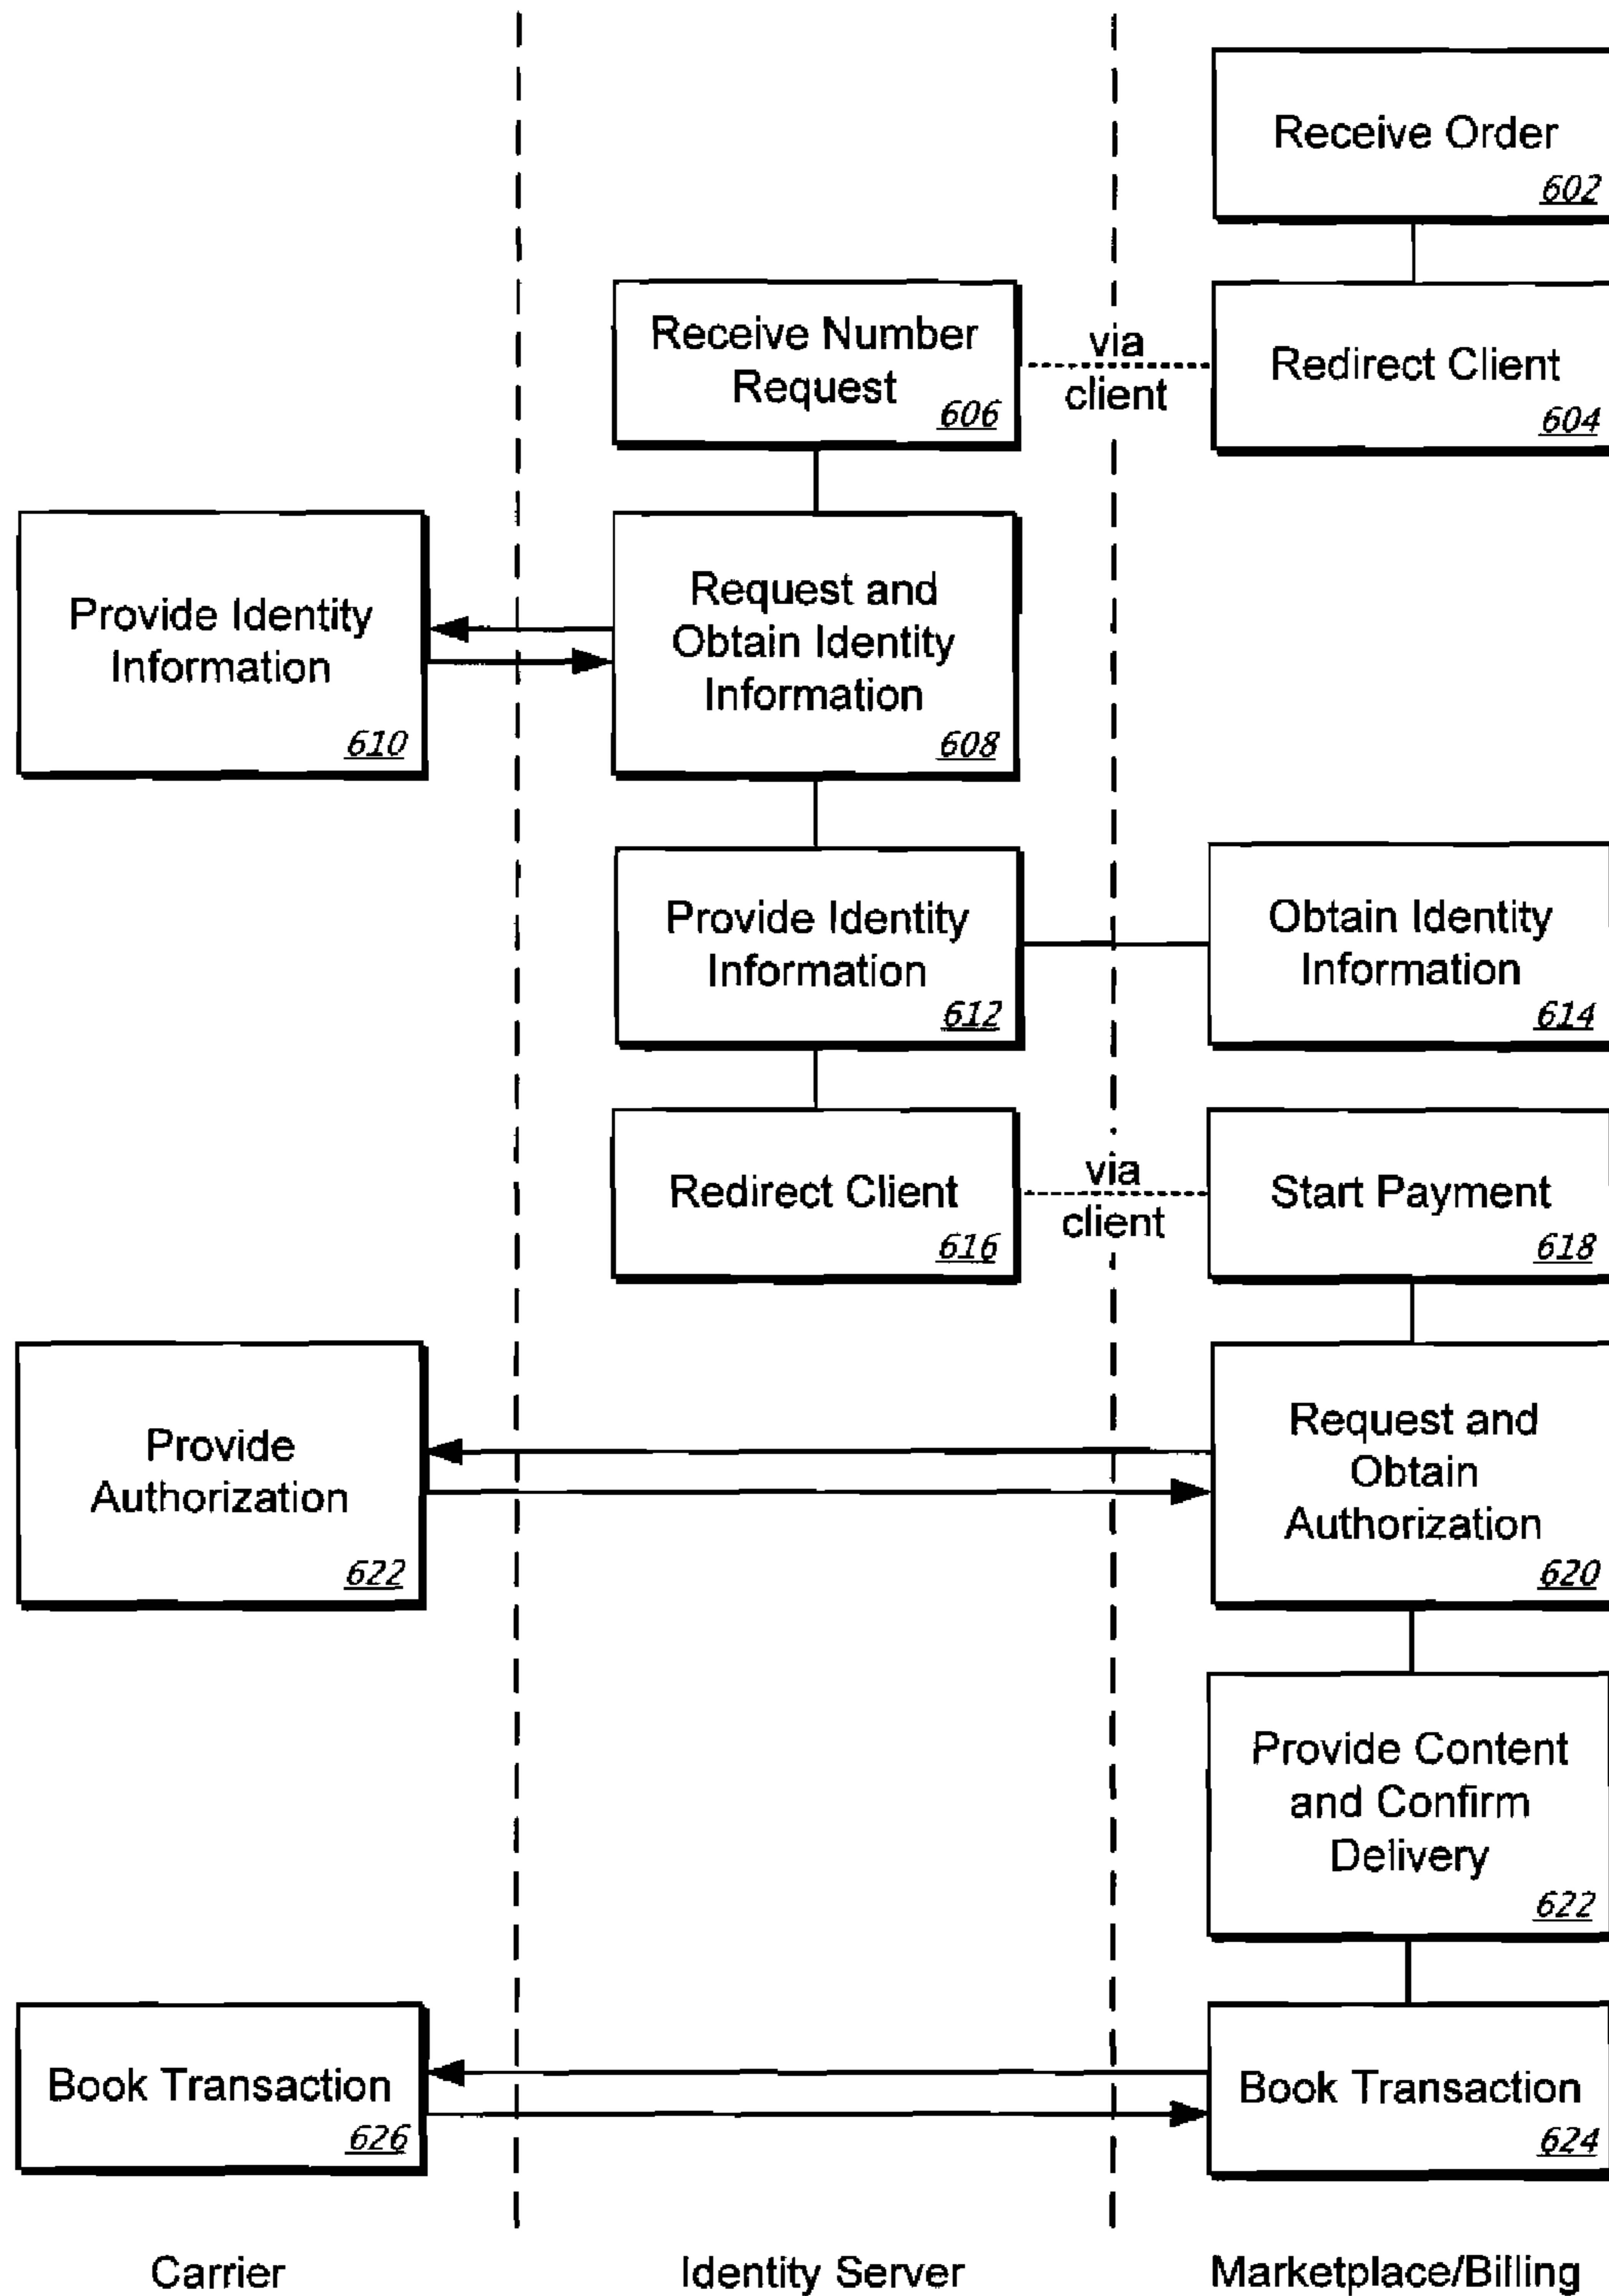 Receive Order
602
Receive Number
Request
606
via
client
Redirect Client
604
Provide Identity
Information
610
Request and
Obtain Identity
Information
608
Provide Identity
Information
612
Obtain Identity
Information
614
Redirect Client
616
via
client
Start Payment
618
Provide
Authorization
622
Request and
Obtain
Authorization
620
Provide Content
and Confirm
Delivery
622
Book Transaction
626
Book Transaction
624
Carrier
Identity Server
Marketplace/Billing